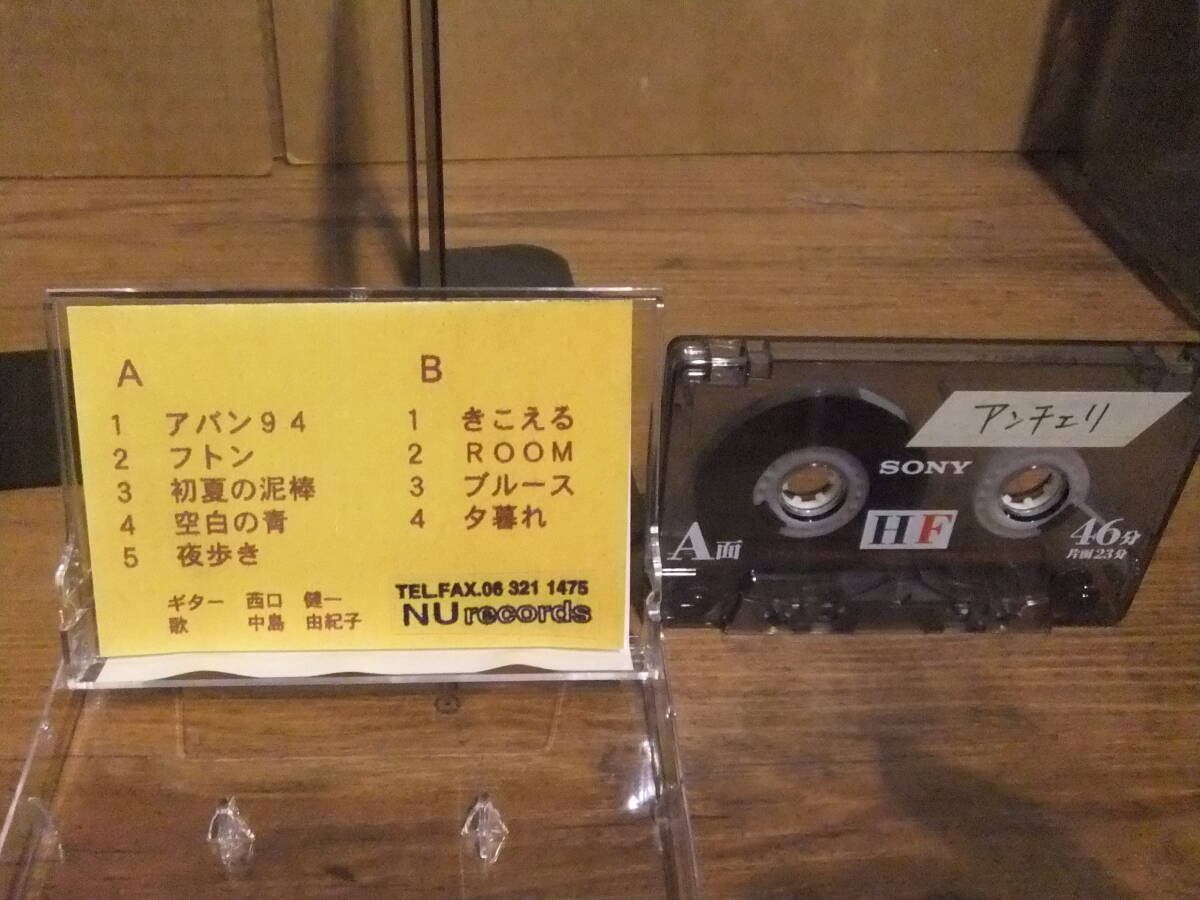 A
1 アバン94
2 フトン
3 初夏の泥棒
4 空白の青
5 夜歩き
ギター 西口 健一
歌 中島 由紀子
B
1 きこえる
2 ROOM
3 ブルース
4 夕暮れ
TEL.FAX.06 321 1475
NU records
アンチェリ
SONY
HF
A面
46分
片面23分